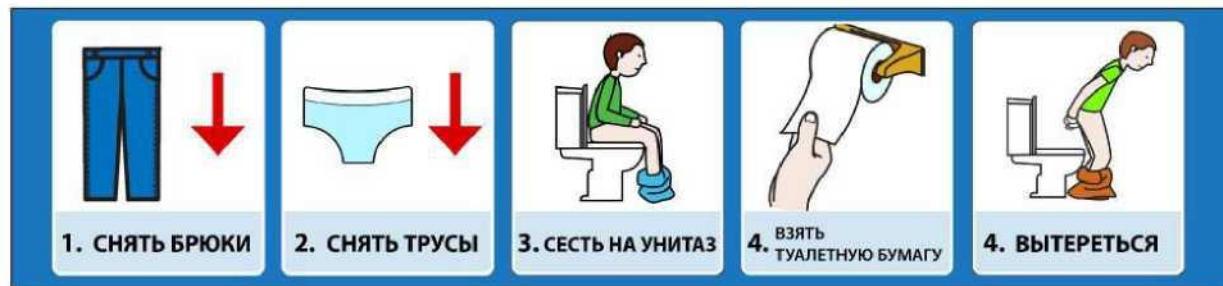 1. СНЯТЬ БРЮКИ
2. СНЯТЬ ТРУСЫ
3. СЕСТЬ НА УНИТАЗ
4. ВЗЯТЬ
ТУАЛЕТНУЮ БУМАГУ
4. ВЫТЕРЕТЬСЯ